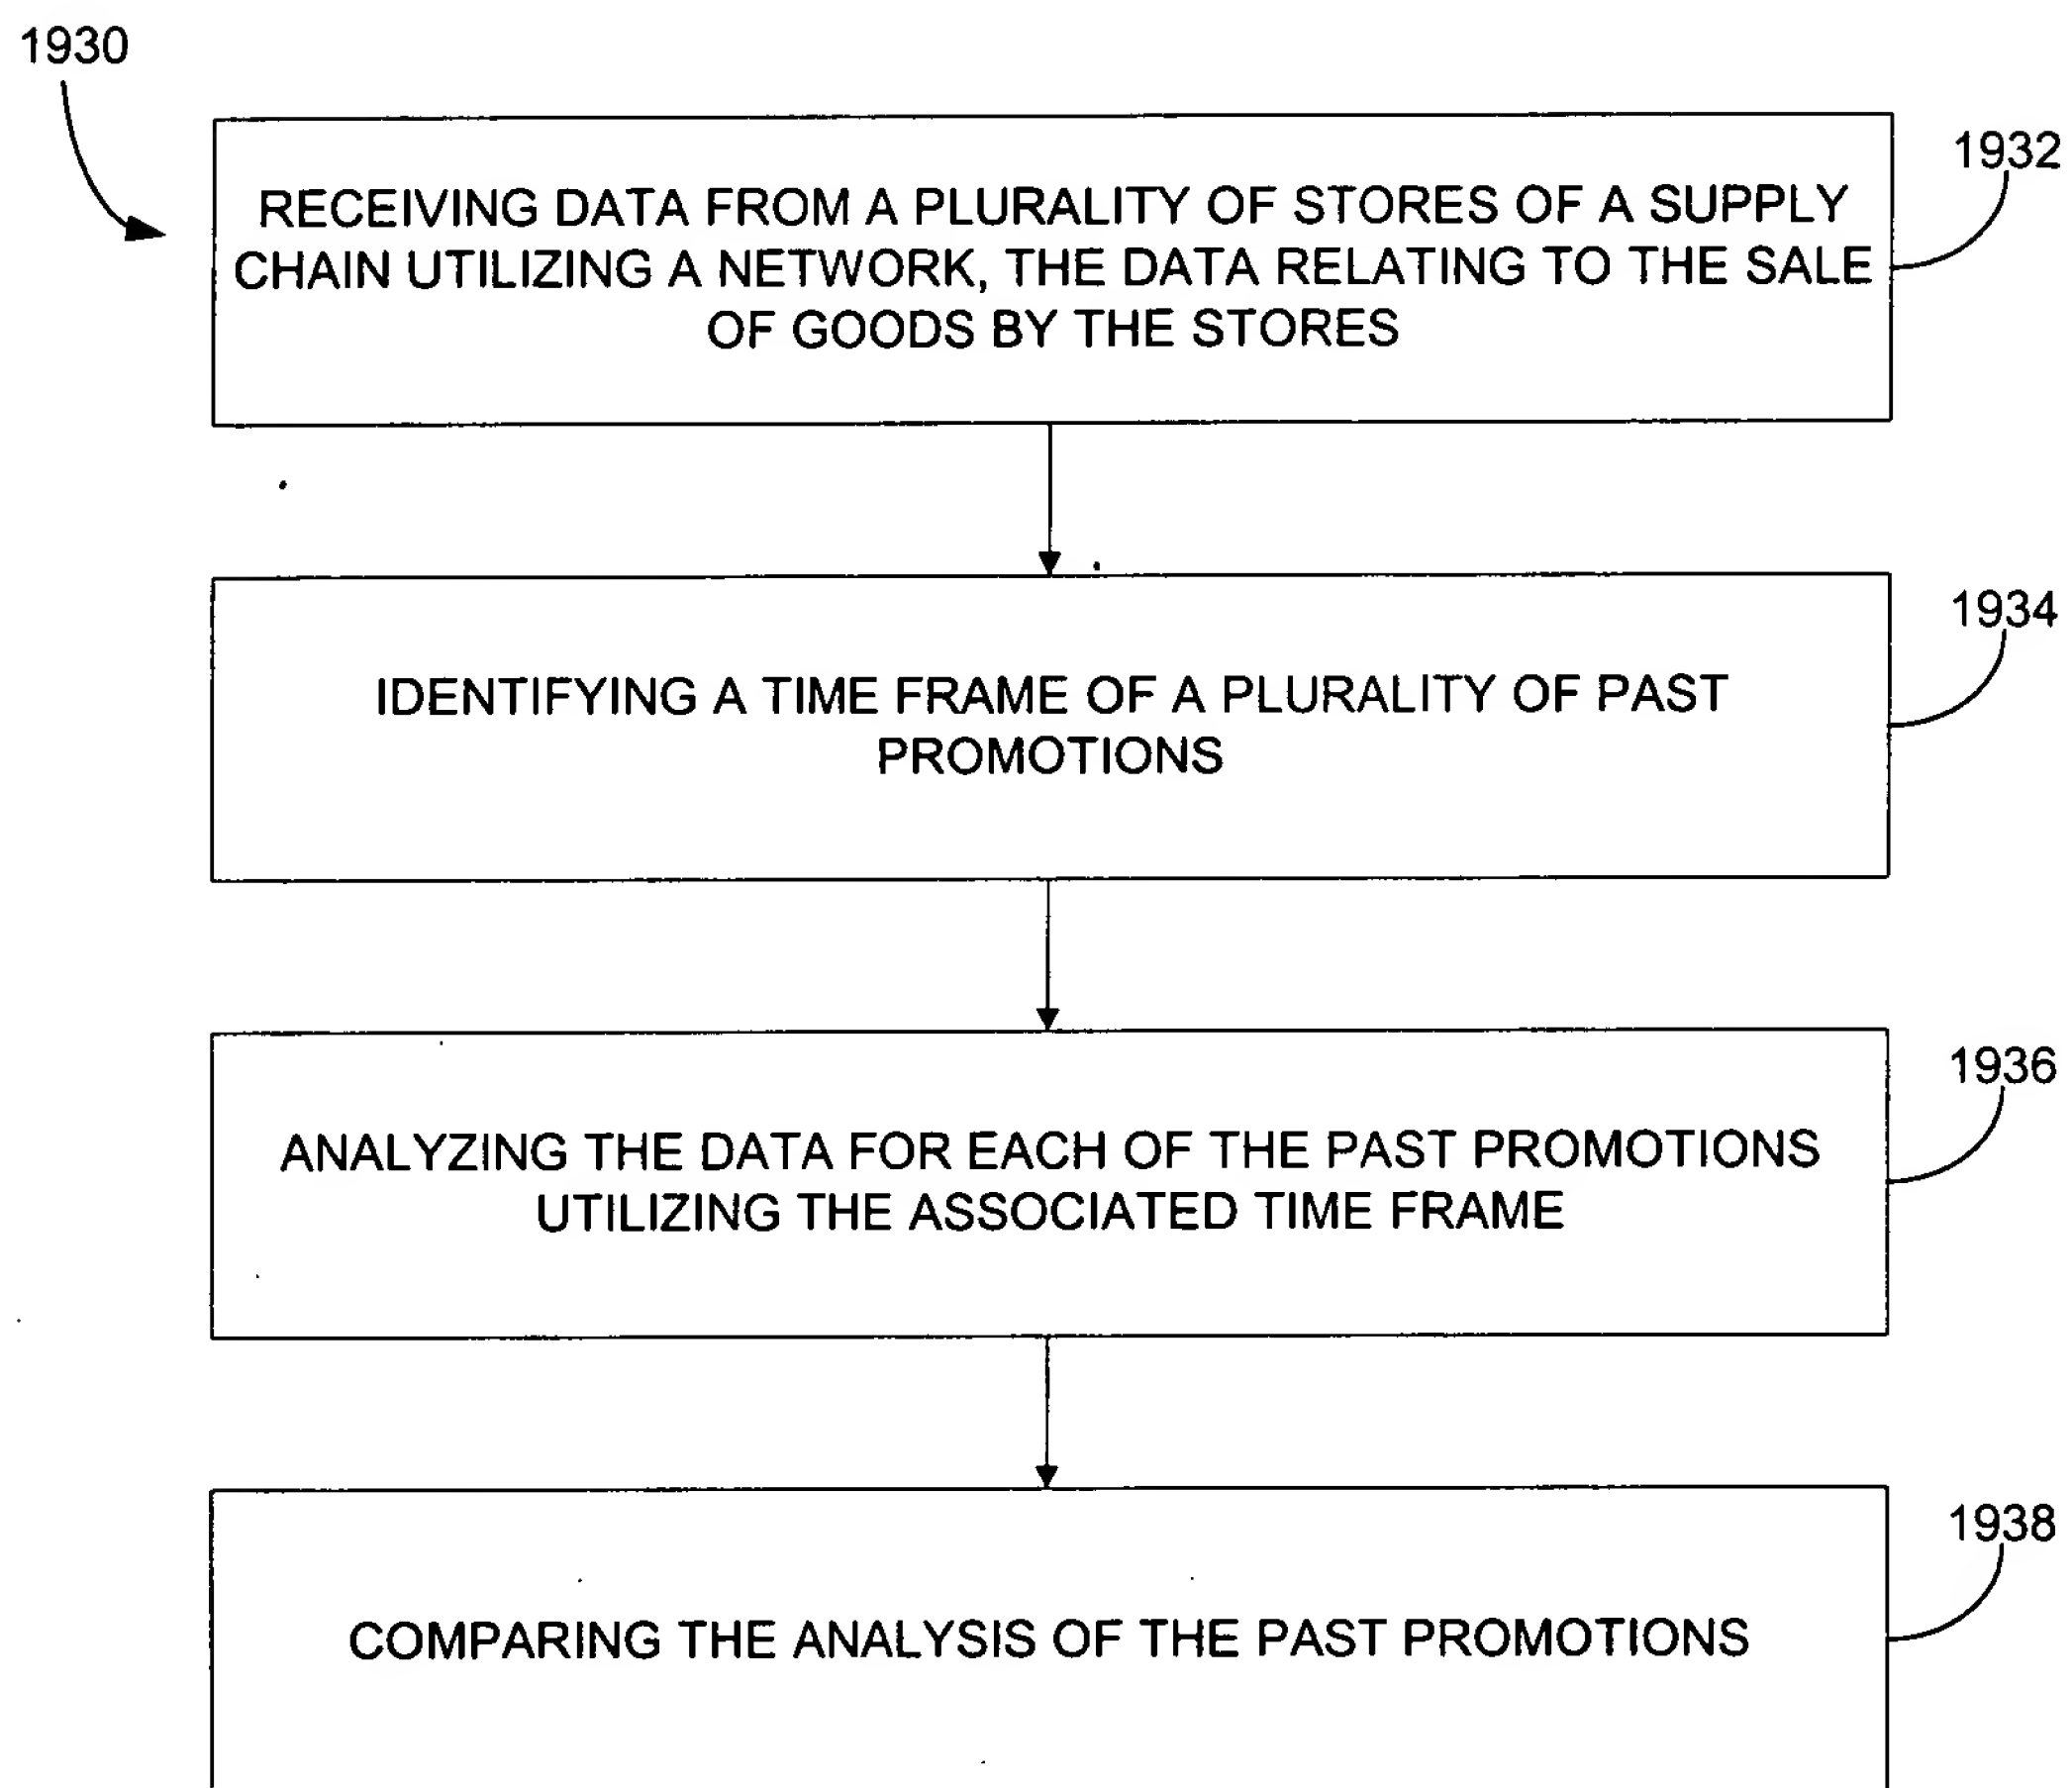 1930
1932
RECEIVING DATA FROM A PLURALITY OF STORES OF A SUPPLY
CHAIN UTILIZING A NETWORK, THE DATA RELATING TO THE SALE
OF GOODS BY THE STORES
1934
IDENTIFYING A TIME FRAME OF A PLURALITY OF PAST
PROMOTIONS
1936
ANALYZING THE DATA FOR EACH OF THE PAST PROMOTIONS
UTILIZING THE ASSOCIATED TIME FRAME
1938
COMPARING THE ANALYSIS OF THE PAST PROMOTIONS